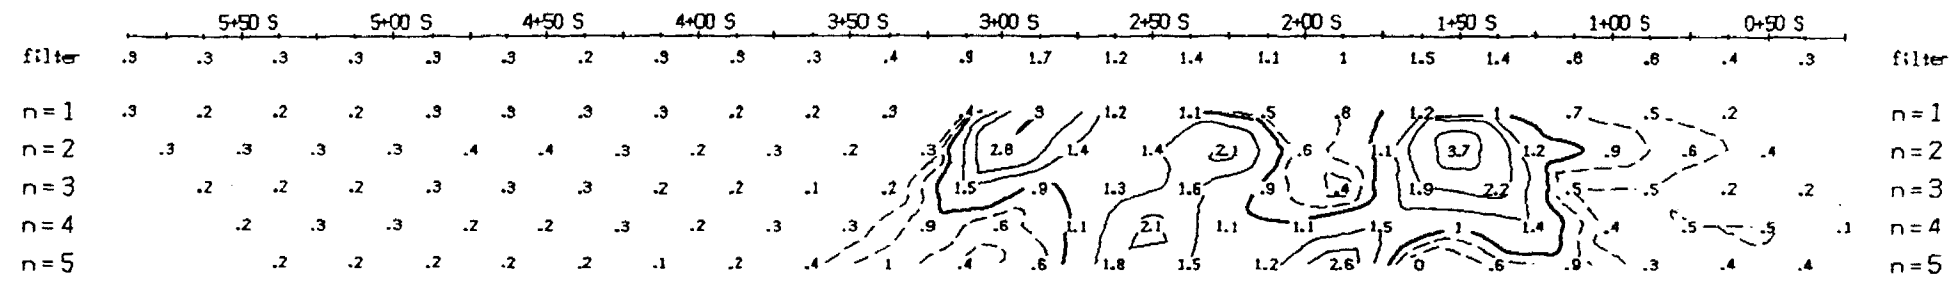 5+50 S 5+00 S 4+50 S 4+00 S 3+50 S 3+00 S 2+50 S 2+00 S 1+50 S 1+00 S 0+50 S
filter .3 .3 .3 .3 .3 .3 .2 .3 .3 .3 .4 .9 1.7 1.2 1.4 1.1 1 1.5 1.4 .8 .6 .4 .3 filter
n=1 .3 .2 .2 .2 .3 .3 .3 .3 .2 .2 .3 .4 .9 1.2 1.1 .5 .8 1.2 1 .7 .5 .2 n=1
n=2 .3 .3 .3 .3 .4 .4 .3 .2 .3 .2 .3 2.8 1.4 1.4 2.1 .6 1.1 3.7 1.2 .9 .6 .4 n=2
n=3 .2 .2 .2 .3 .3 .3 .2 .2 .1 .2 1.5 .9 1.3 1.6 .9 .4 1.9 2.2 .5 .5 .2 .2 n=3
n=4 .2 .3 .3 .2 .2 .3 .2 .3 .3 .9 .6 1.1 2.1 1.1 1.1 1.5 1 1.4 .4 .5 .5 .1 n=4
n=5 .2 .2 .2 .2 .2 .1 .2 .4 1 .4 .6 1.8 1.5 1.2 2.6 0 .6 .9 .3 .4 .4 n=5